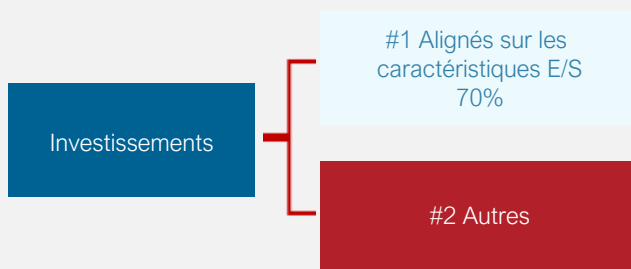 #1 Alignés sur les
caractéristiques E/S
70%
Investissements
#2 Autres